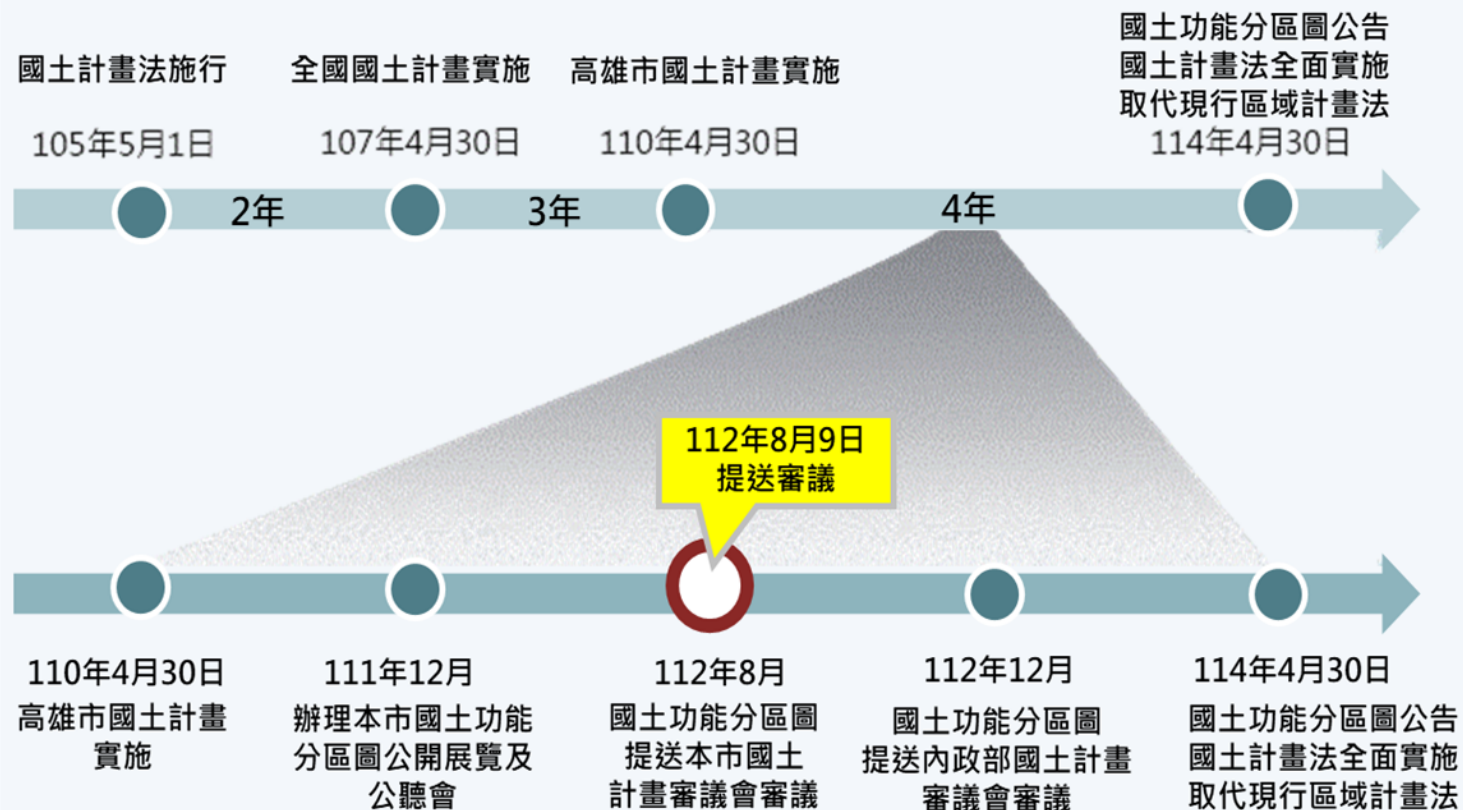 國土計畫法施行
105年5月1日
全國國土計畫實施
107年4月30日
高雄市國土計畫實施
110年4月30日
國土功能分區圖公告
國土計畫法全面實施
取代現行區域計畫法
114年4月30日
2年
3年
4年
112年8月9日
提送審議
110年4月30日
高雄市國土計畫
實施
111年12月
辦理本市國土功能
分區圖公開展覽及
公聽會
112年8月
國土功能分區圖
提送本市國土
計畫審議會審議
112年12月
國土功能分區圖
提送內政部國土計畫
審議會審議
114年4月30日
國土功能分區圖公告
國土計畫法全面實施
取代現行區域計畫法